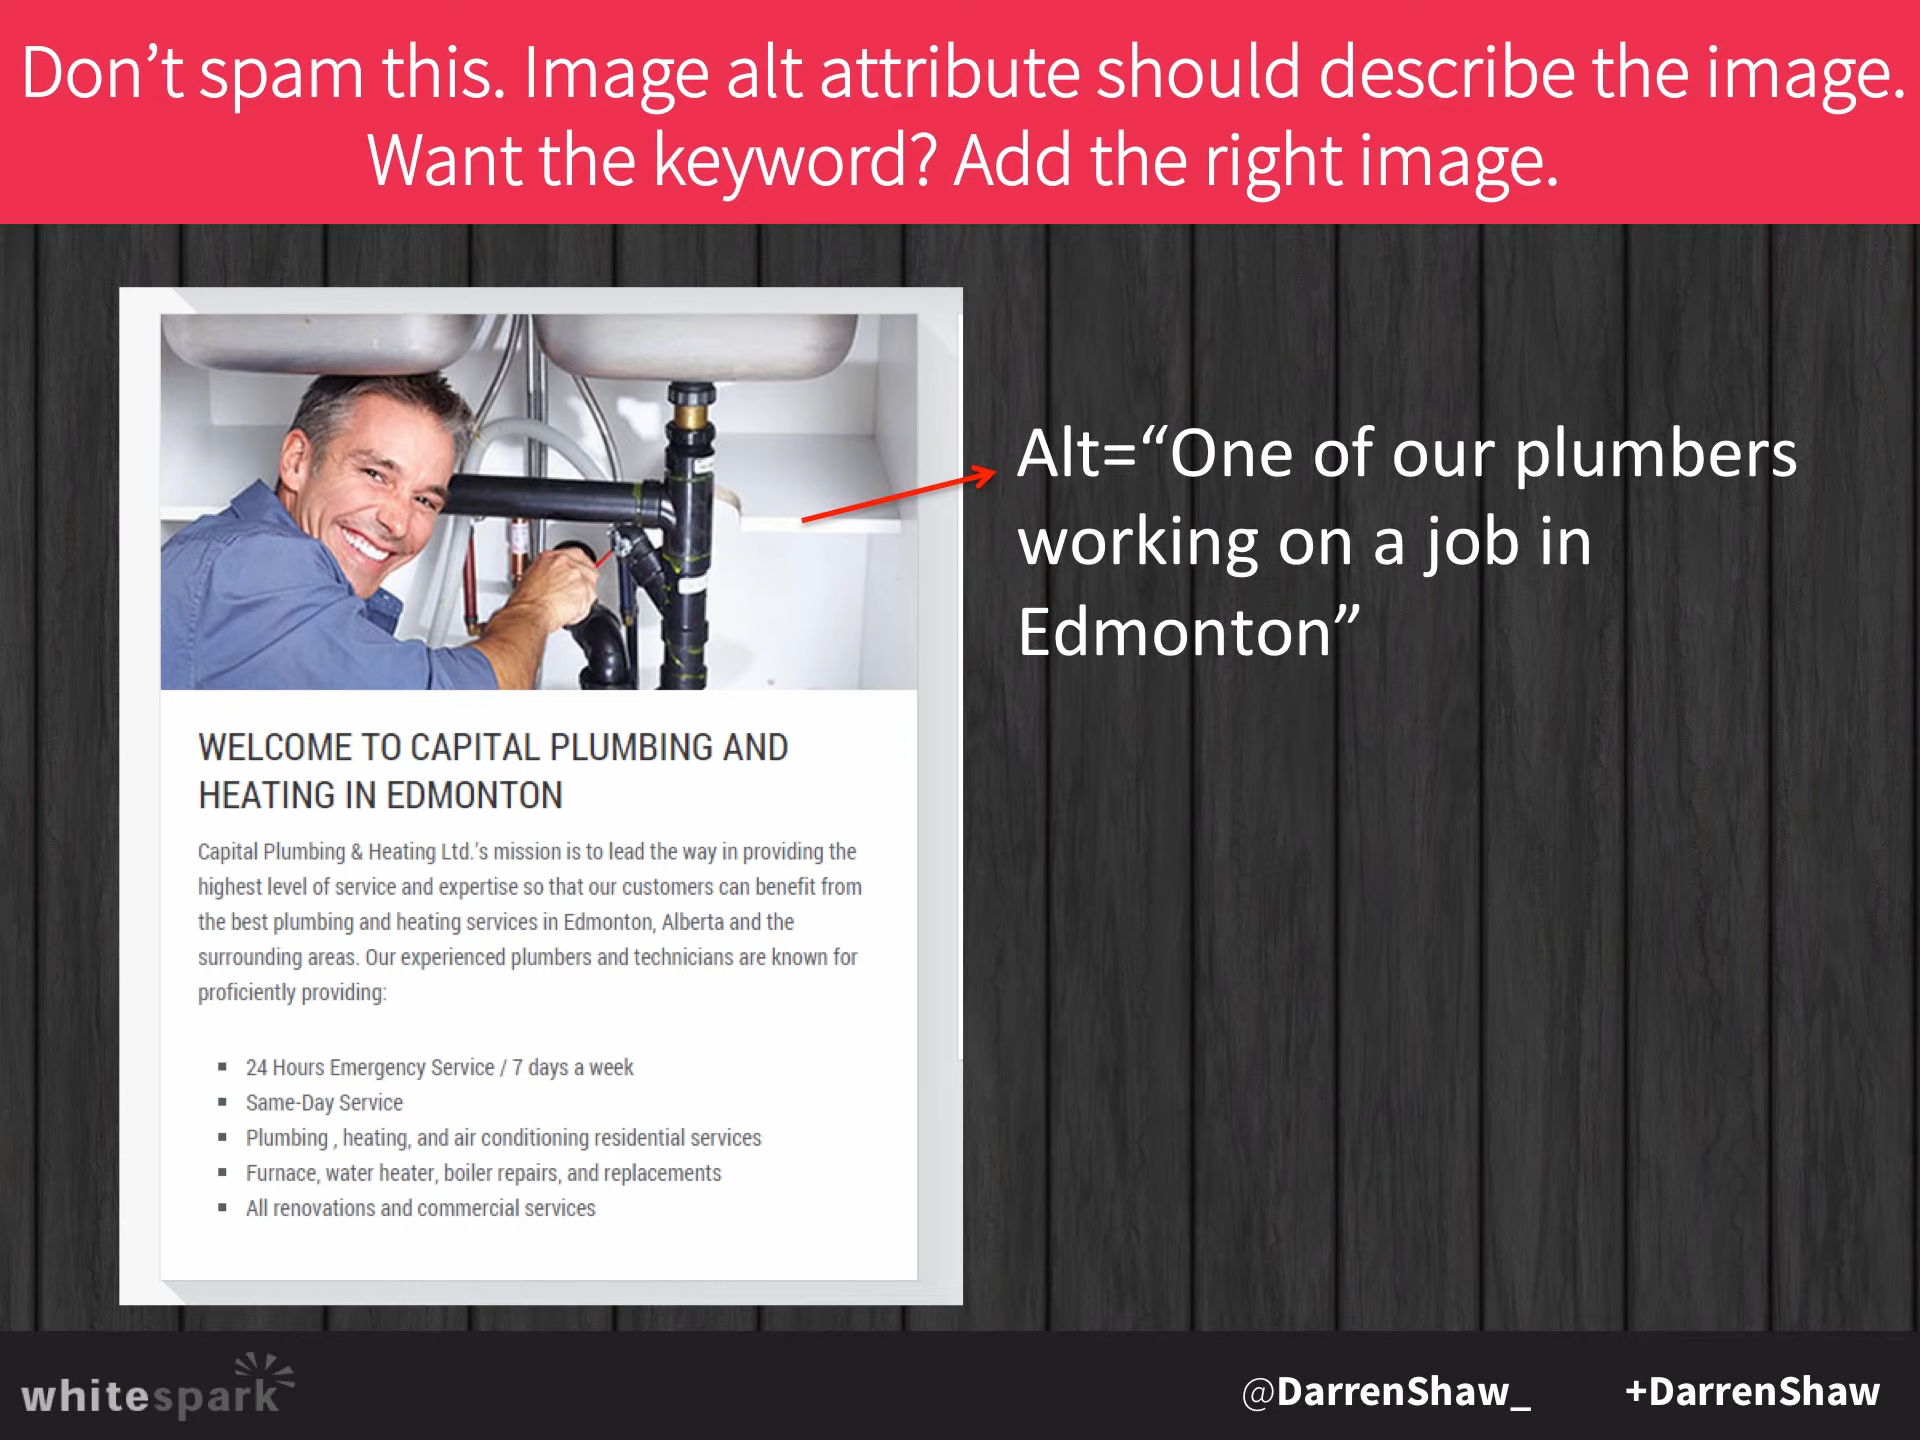 Don’t spam this. Image alt attribute should describe the image.
Want the keyword? Add the right image.
Alt=“One of our plumbers
working on a job in
Edmonton”
WELCOME TO CAPITAL PLUMBING AND
HEATING IN EDMONTON
Capital Plumbing & Heating Ltd.'s mission is to lead the way in providing the
highest level of service and expertise so that our customers can benefit from
the best plumbing and heating services in Edmonton, Alberta and the
surrounding areas. Our experienced plumbers and technicians are known for
proficiently providing:
▪ 24 Hours Emergency Service / 7 days a week
▪ Same-Day Service
▪ Plumbing , heating, and air conditioning residential services
▪ Furnace, water heater, boiler repairs, and replacements
▪ All renovations and commercial services
whitespark
@DarrenShaw_
+DarrenShaw